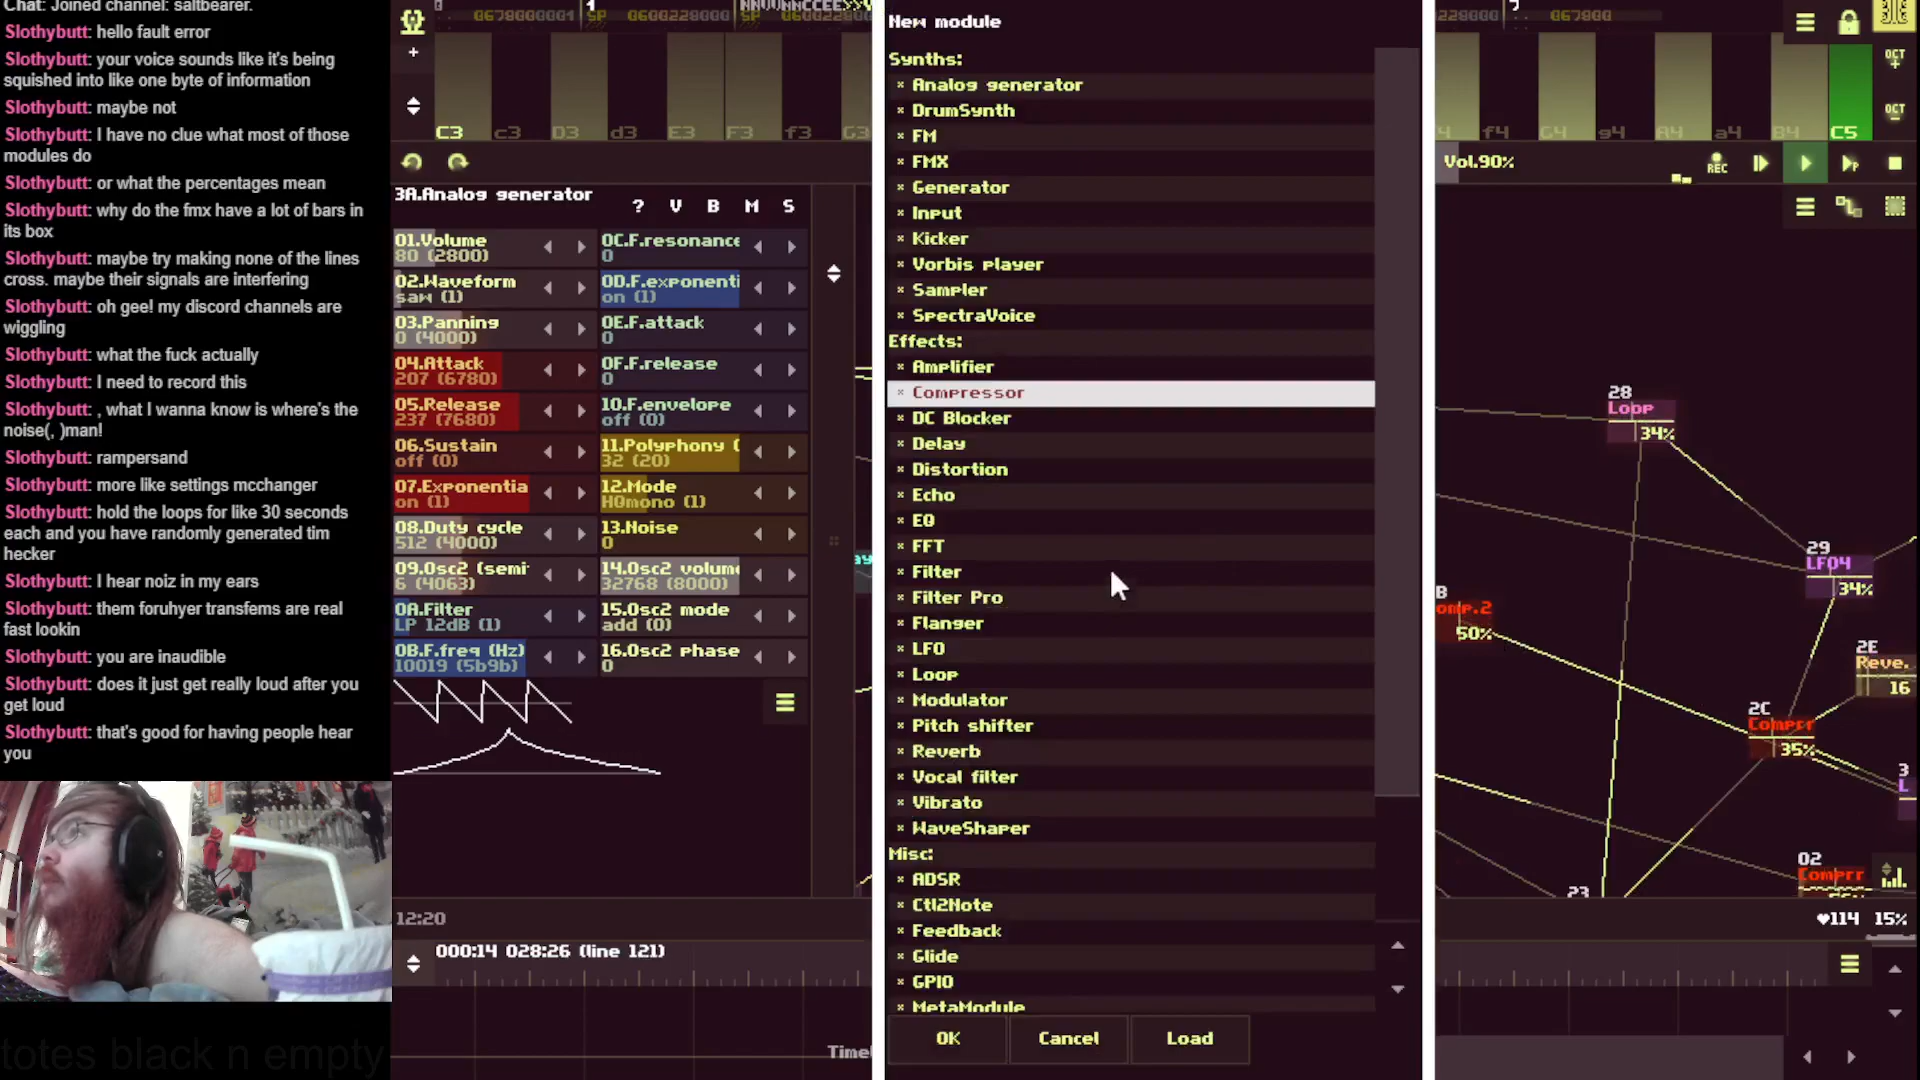 Chat: Joined channel: saltbearer.
Slothybutt: hello fault error
Slothybutt: your voice sounds like it's being
squished into like one byte of information
Slothybutt: maybe not
Slothybutt: I have no clue what most of those
modules do
Slothybutt: or what the percentages mean
Slothybutt: why do the fmx have a lot of bars in
its box
Slothybutt: maybe try making none of the lines
cross. maybe their signals are interfering
Slothybutt: oh gee! my discord channels are
wiggling
Slothybutt: what the fuck actually
Slothybutt: I need to record this
Slothybutt: , what I wanna know is where's the
noise(, )man!
Slothybutt: rampersand
Slothybutt: more like settings mcchanger
Slothybutt: hold the loops for like 30 seconds
each and you have randomly generated tim
hecker
Slothybutt: I hear noiz in my ears
Slothybutt: them foruhyer transfems are real
fast lookin
Slothybutt: you are inaudible
Slothybutt: does it just get really loud after you
get loud
Slothybutt: that's good for having people hear
you
totes black n empty
C3 c3 D3 d3 E3 F3 f3 G3
3A.Analog generator
? V B M S
01.Volume
80 (2800)
02.Waveform
saw (1)
03.Panning
0 (4000)
04.Attack
207 (6780)
05.Release
237 (7680)
06.Sustain
off (0)
07.Exponentia
on (1)
08.Duty cycle
512 (4000)
09.Osc2 (semi
6 (4063)
0A.Filter
LP 12dB (1)
0B.F.freq (Hz)
10019 (5b9b)
0C.F.resonance
0
0D.F.exponenti
on (1)
0E.F.attack
0
0F.F.release
0
10.F.envelope
off (0)
11.Polyphony (
32 (20)
12.Mode
HQmono (1)
13.Noise
0
14.Osc2 volume
32768 (8000)
15.Osc2 mode
add (0)
16.Osc2 phase
0
12:20
000:14 028:26 (line 121)
Timel
New module
Synths:
Analog generator
DrumSynth
FM
FMX
Generator
Input
Kicker
Vorbis player
Sampler
SpectraVoice
Effects:
Amplifier
Compressor
DC Blocker
Delay
Distortion
Echo
EQ
FFT
Filter
Filter Pro
Flanger
LFO
Loop
Modulator
Pitch shifter
Reverb
Vocal filter
Vibrato
WaveShaper
Misc:
ADSR
Ctl2Note
Feedback
Glide
GPIO
MetaModule
OK Cancel Load
f4 G4 g4 A4 a4 B4 C5
OCT
+
OCT
-
Vol.90%
REC
28
Loop
34%
29
LFO4
34%
B
omp.2
50%
2E
Reve.
16
2C
Compr
35%
3
L
02
Compr
23
♥114 15%